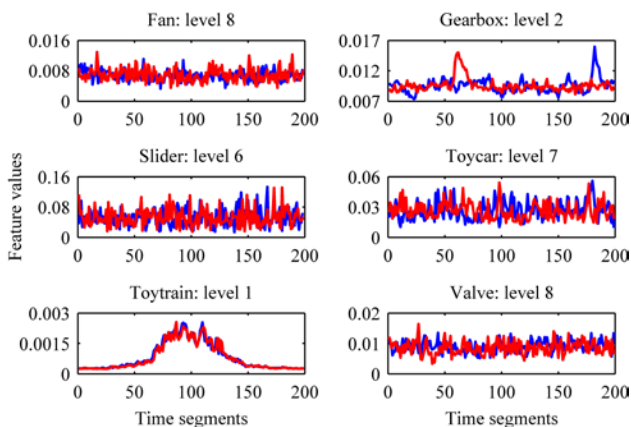 Fan: level 8
0.016
0.008
0
0 50 100 150 200
Gearbox: level 2
0.017
0.012
0.007
0 50 100 150 200
Slider: level 6
0.16
0.08
0
0 50 100 150 200
Toycar: level 7
0.06
0.03
0
0 50 100 150 200
Feature values
Toytrain: level 1
0.003
0.0015
0
0 50 100 150 200
Time segments
Valve: level 8
0.02
0.01
0
0 50 100 150 200
Time segments